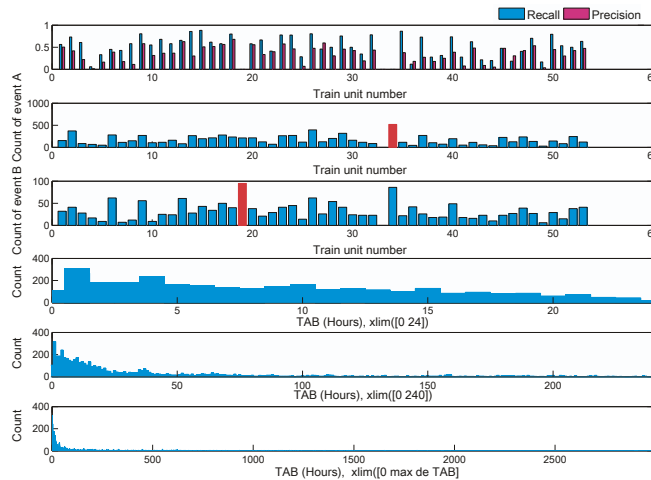 Recall Precision
1
0.5
0
0 10 20 30 40 50 6
Train unit number
Count of event A
1000
500
0
0 10 20 30 40 50 6
Train unit number
Count of event B
100
50
0
0 10 20 30 40 50 6
Train unit number
Count
400
200
0
0 5 10 15 20
TAB (Hours), xlim([0 24])
Count
400
200
0
0 50 100 150 200
TAB (Hours), xlim([0 240])
Count
400
200
0
0 500 1000 1500 2000 2500
TAB (Hours), xlim([0 max de TAB]